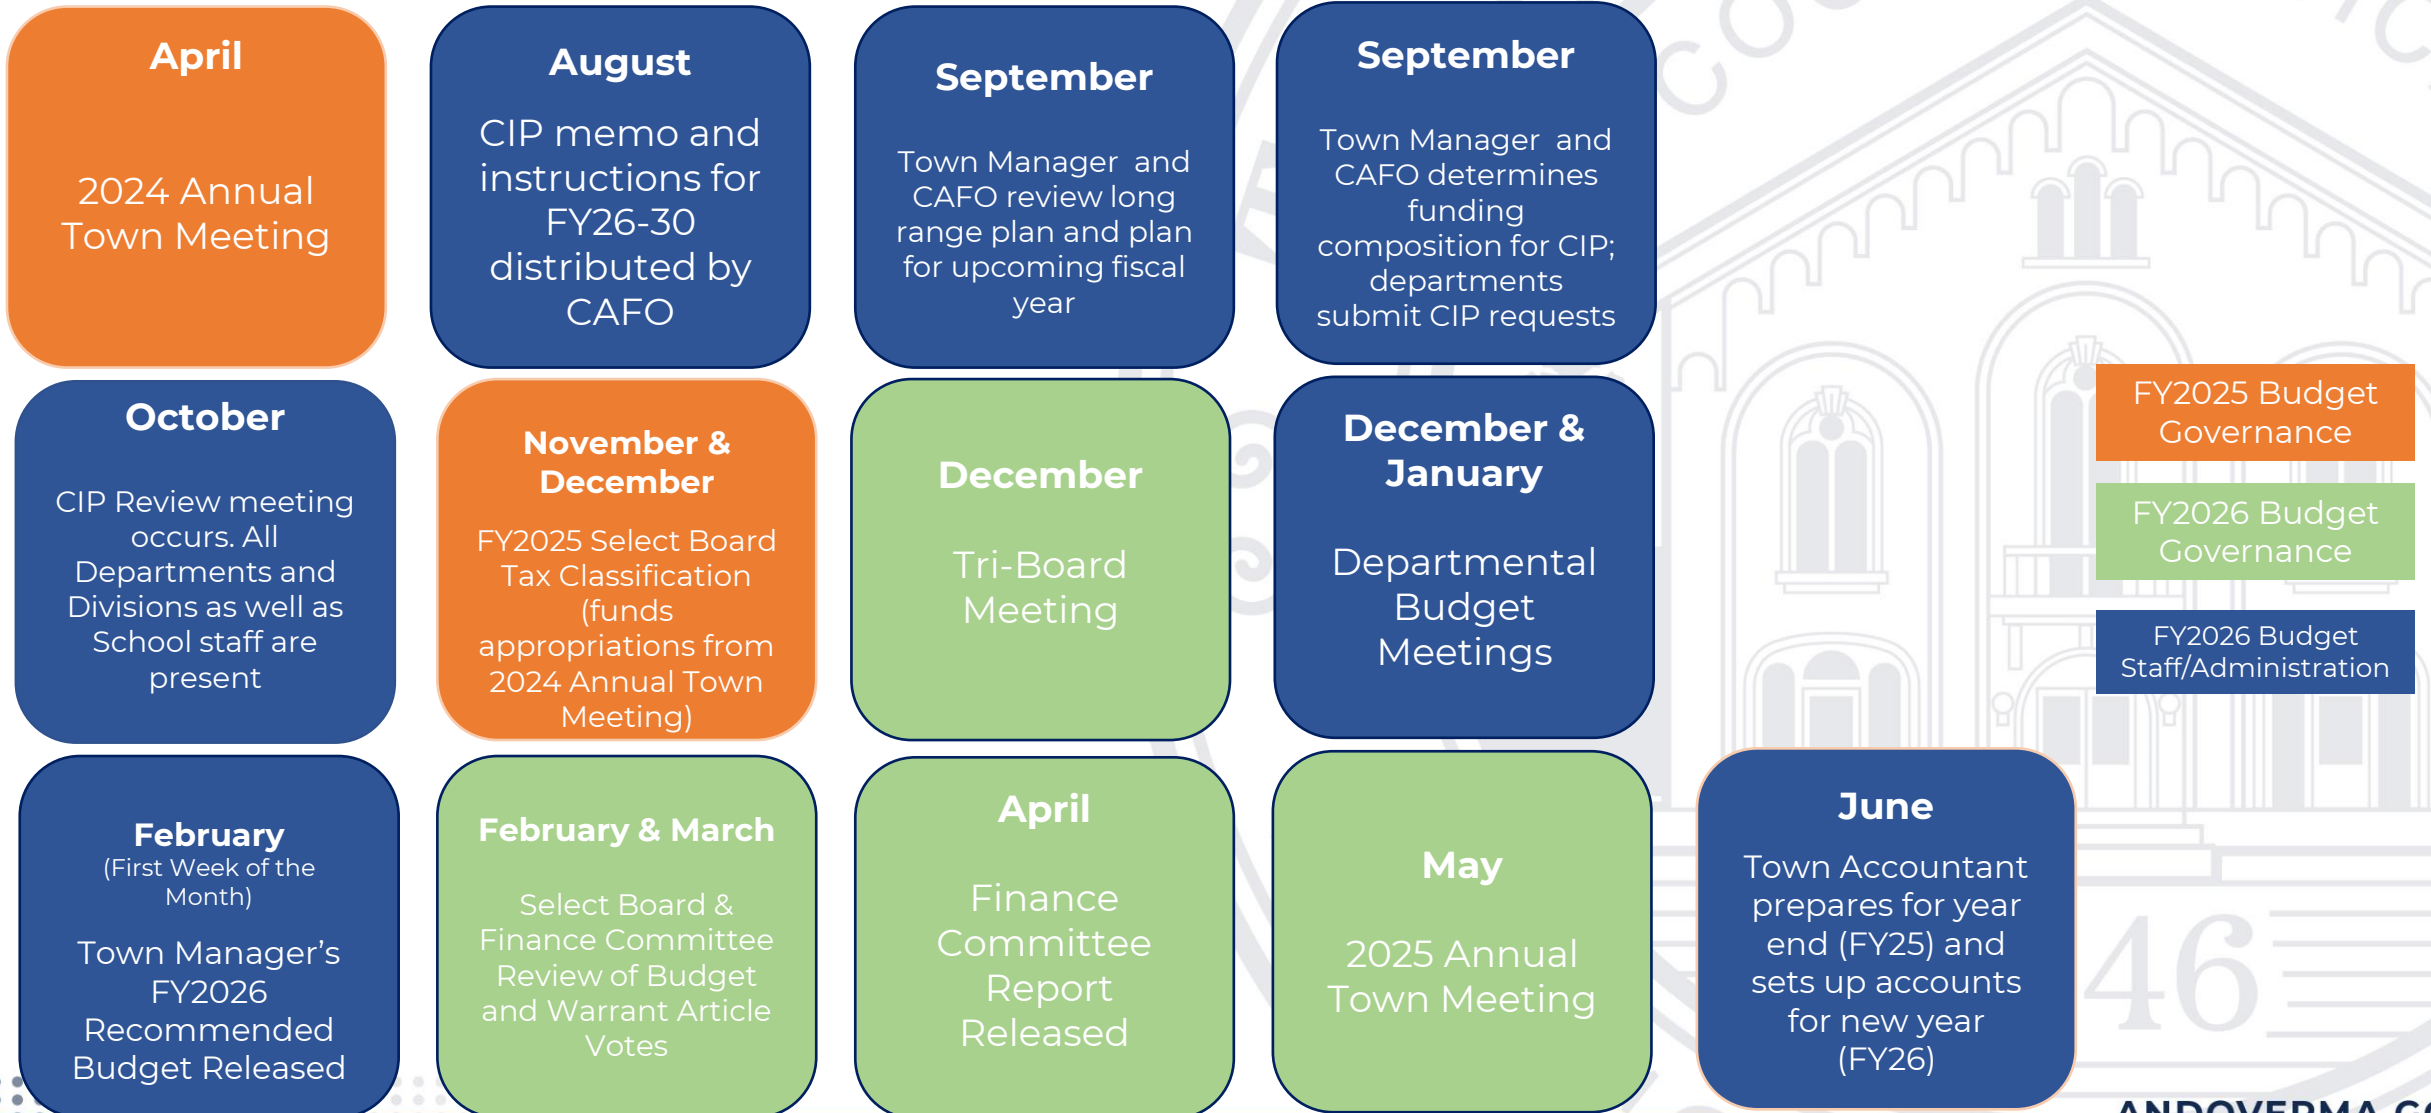 April
2024 Annual
Town Meeting
August
CIP memo and
instructions for
FY26-30
distributed by
CAFO
September
Town Manager and
CAFO review long
range plan and plan
for upcoming fiscal
year
September
Town Manager and
CAFO determines
funding
composition for CIP;
departments
submit CIP requests
October
CIP Review meeting
occurs. All
Departments and
Divisions as well as
School staff are
present
November &
December
FY2025 Select Board
Tax Classification
(funds
appropriations from
2024 Annual Town
Meeting)
December
Tri-Board
Meeting
December &
January
Departmental
Budget
Meetings
FY2025 Budget
Governance
FY2026 Budget
Governance
FY2026 Budget
Staff/Administration
February
(First Week of the
Month)
Town Manager’s
FY2026
Recommended
Budget Released
February & March
Select Board &
Finance Committee
Review of Budget
and Warrant Article
Votes
April
Finance
Committee
Report
Released
May
2025 Annual
Town Meeting
June
Town Accountant
prepares for year
end (FY25) and
sets up accounts
for new year
(FY26)
46